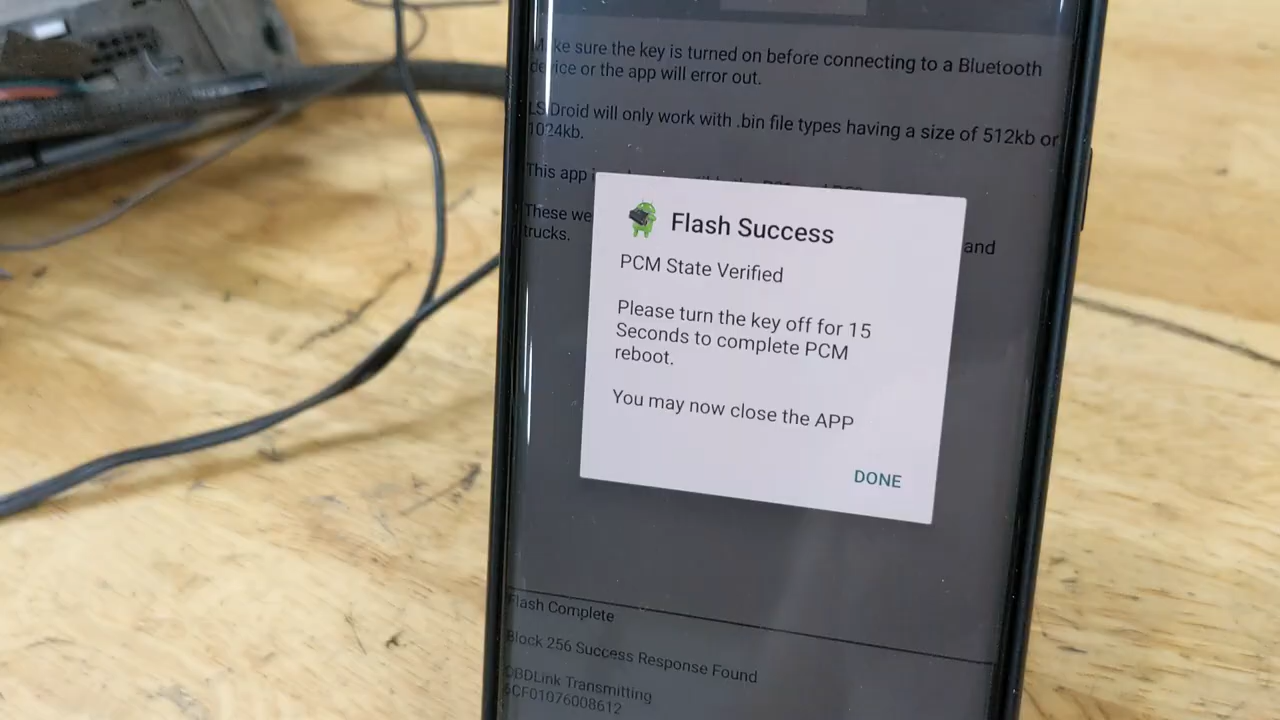 Make sure the key is turned on before connecting to a Bluetooth
device or the app will error out.
LS Droid will only work with .bin file types having a size of 512kb or
1024kb.
This app
These we
and
trucks.
Flash Success
PCM State Verified
Please turn the key off for 15
Seconds to complete PCM
reboot.
You may now close the APP
DONE
Flash Complete
Block 256 Success Response Found
OBDLink Transmitting
6CF01076008612